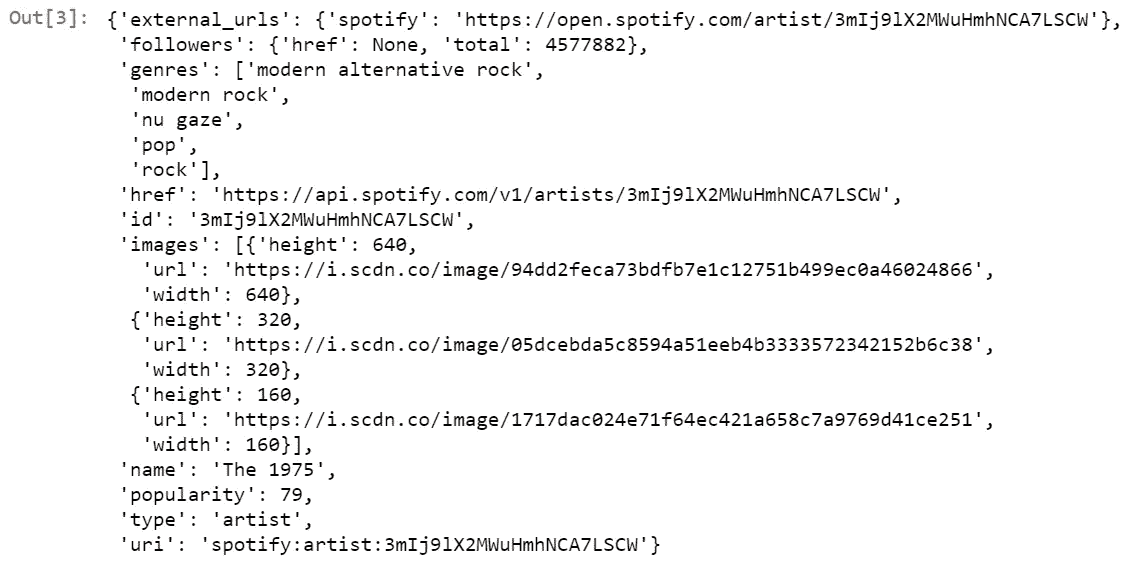 Out[3]: {'external_urls': {'spotify': 'https://open.spotify.com/artist/3mIj9lX2MWuHmhNCA7LSCW'},
'followers': {'href': None, 'total': 4577882},
'genres': ['modern alternative rock',
'modern rock',
'nu gaze',
'pop',
'rock'],
'href': 'https://api.spotify.com/v1/artists/3mIj9lX2MWuHmhNCA7LSCW',
'id': '3mIj9lX2MWuHmhNCA7LSCW',
'images': [{'height': 640,
'url': 'https://i.scdn.co/image/94dd2feca73bdfb7e1c12751b499ec0a46024866',
'width': 640},
{'height': 320,
'url': 'https://i.scdn.co/image/05dcebda5c8594a51eeb4b3333572342152b6c38',
'width': 320},
{'height': 160,
'url': 'https://i.scdn.co/image/1717dac024e71f64ec421a658c7a9769d41ce251',
'width': 160}],
'name': 'The 1975',
'popularity': 79,
'type': 'artist',
'uri': 'spotify:artist:3mIj9lX2MWuHmhNCA7LSCW'}